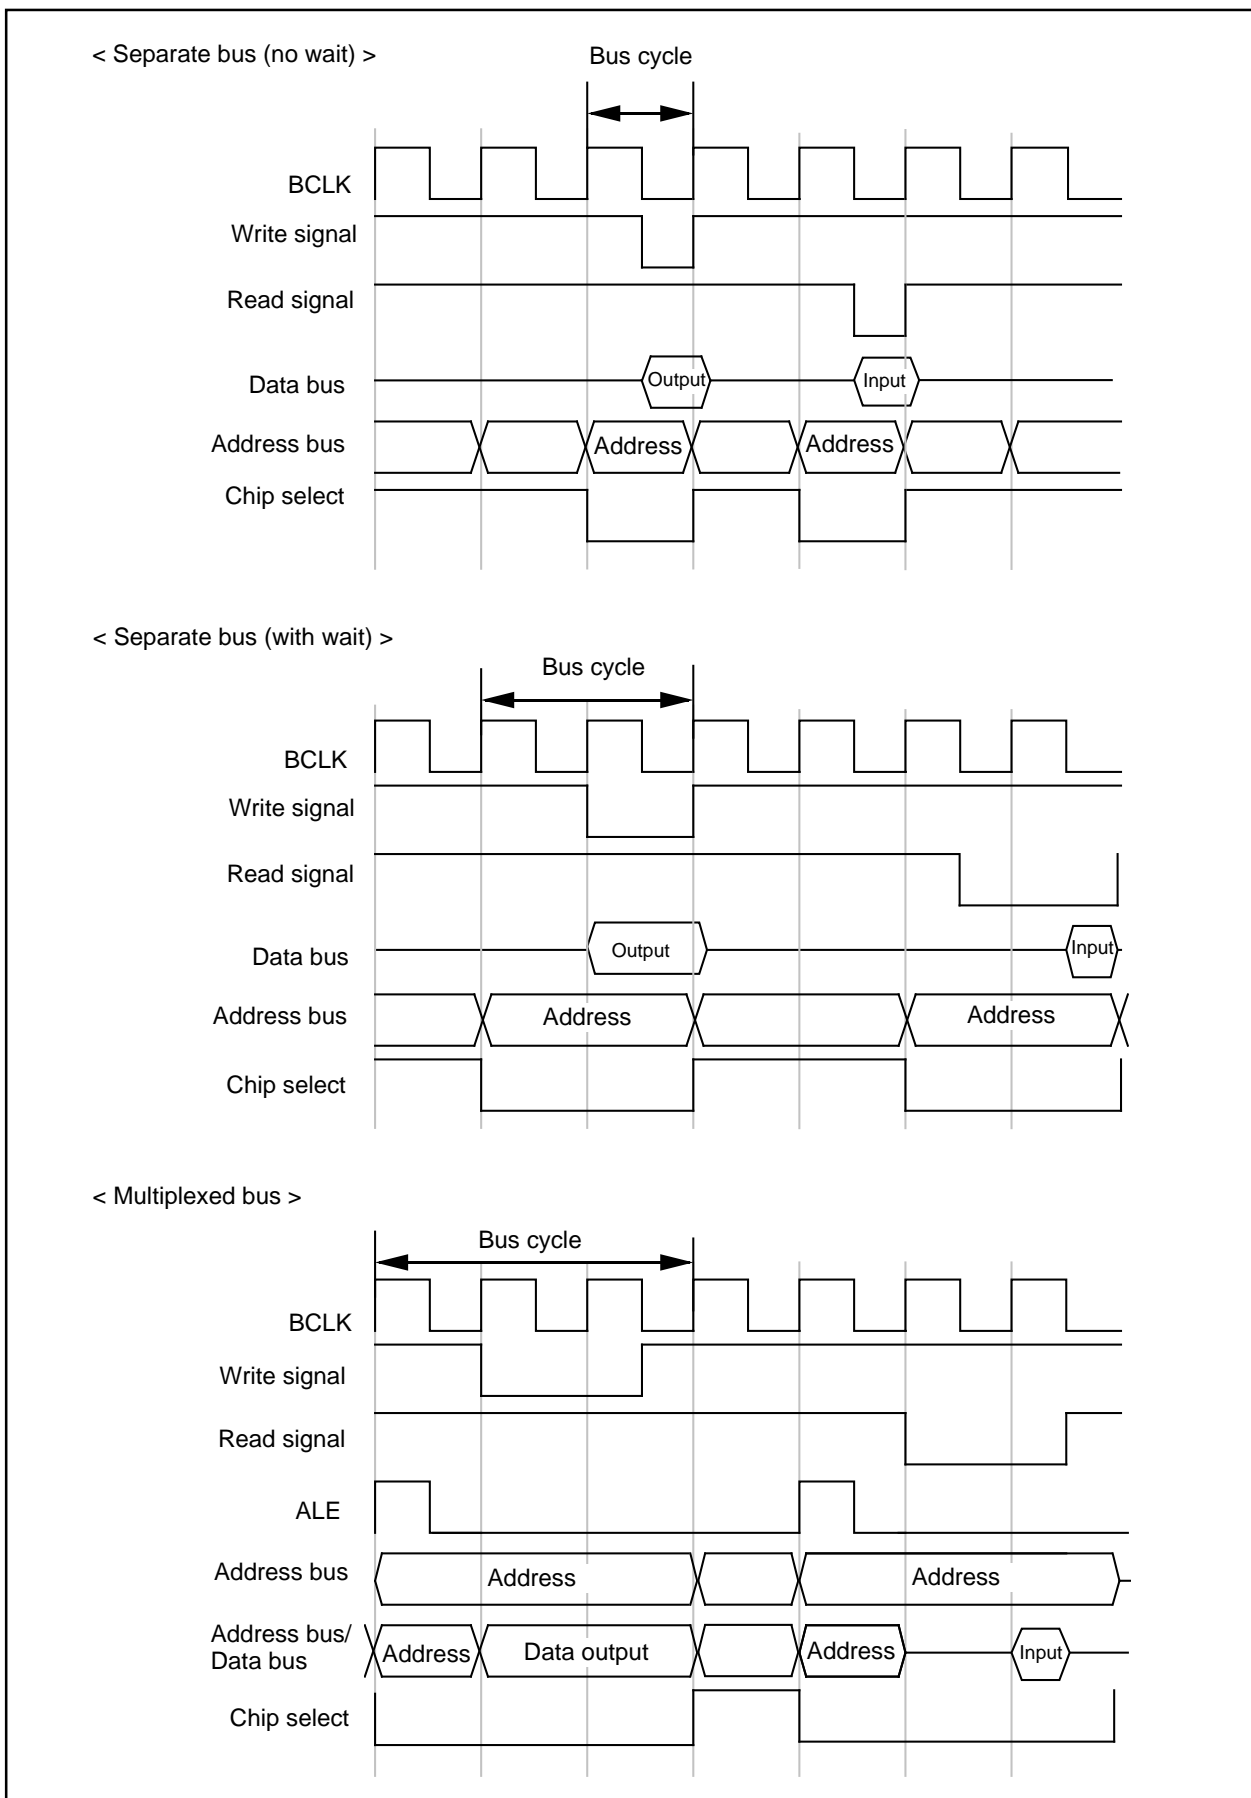 < Separate bus (no wait) >
Bus cycle
BCLK
Write signal
Read signal
Data bus
Output
Input
Address bus
Address
Address
Chip select
< Separate bus (with wait) >
Bus cycle
BCLK
Write signal
Read signal
Data bus
Output
Input
Address bus
Address
Address
Chip select
< Multiplexed bus >
Bus cycle
BCLK
Write signal
Read signal
ALE
Address bus
Address
Address
Address bus/
Data bus
Address
Data output
Address
Input
Chip select